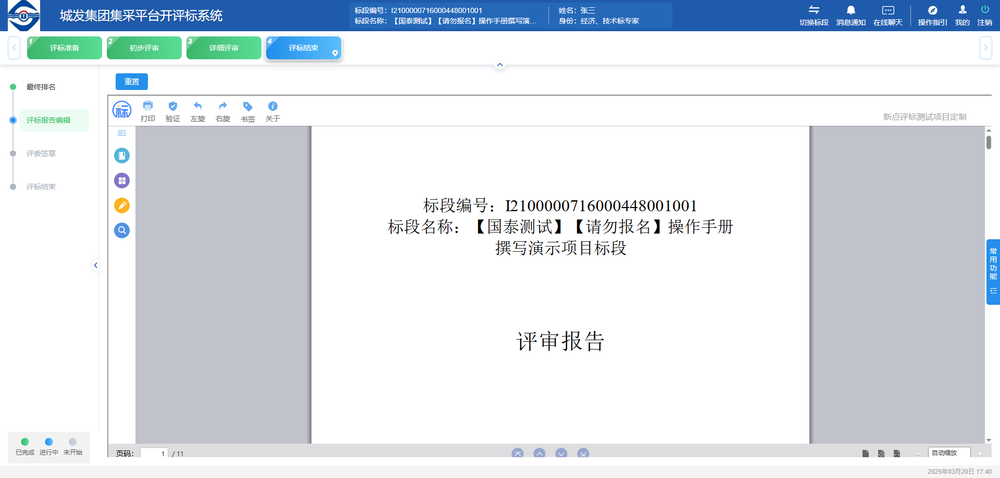 城发集团集采平台开评标系统
标段编号：I2100000716000448001001
标段名称：【国泰测试】【请勿报名】操作手册撰写演...
姓名：张三
身份：经济、技术标专家
切换标段
消息通知
在线聊天
操作指引
我的
注销
1 评标准备
2 初步评审
3 详细评审
4 评标结束
最终排名
评标报告编辑
评委签章
评标结束
重置
标
打印
验证
左旋
右旋
书签
关于
新点评标测试项目定制
标段编号：I2100000716000448001001
标段名称：【国泰测试】【请勿报名】操作手册
撰写演示项目标段
评审报告
常用功能
已完成
进行中
未开始
页码：
1
/ 11
自动缩放
2025年03月20日 17:40